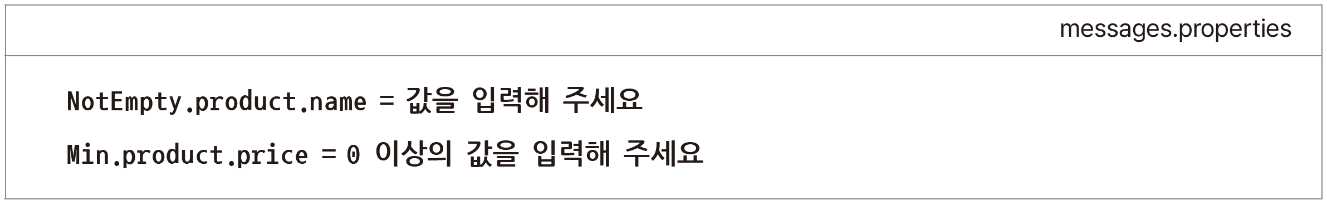 messages.properties
NotEmpty.product.name = 값을 입력해 주세요
Min.product.price = 0 이상의 값을 입력해 주세요